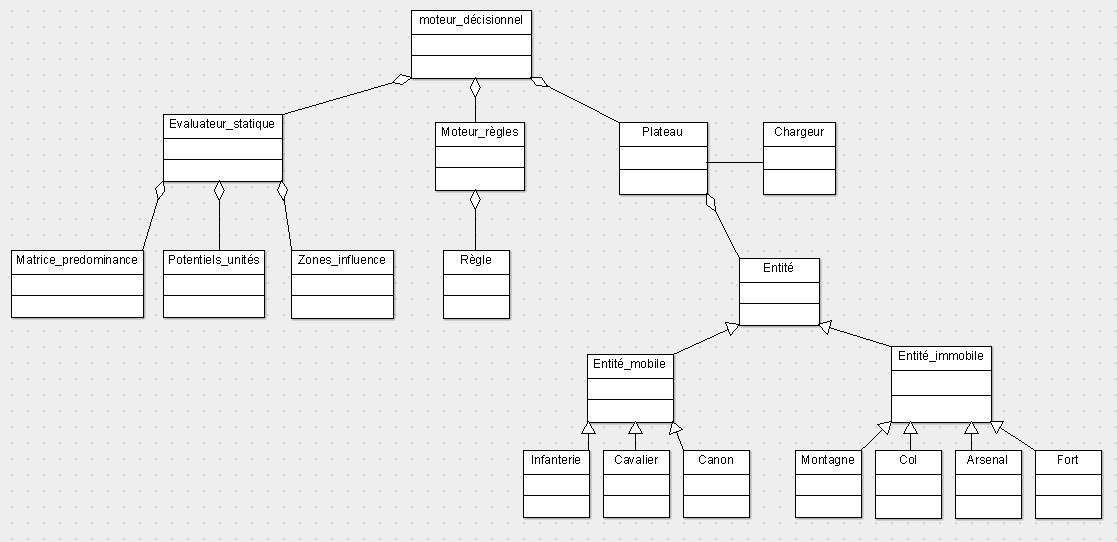 moteur_décisionnel
Evaluateur_statique
Moteur_règles
Plateau
Chargeur
Matrice_predominance
Potentiels_unités
Zones_influence
Règle
Entité
Entité_mobile
Entité_immobile
Infanterie
Cavalier
Canon
Montagne
Col
Arsenal
Fort